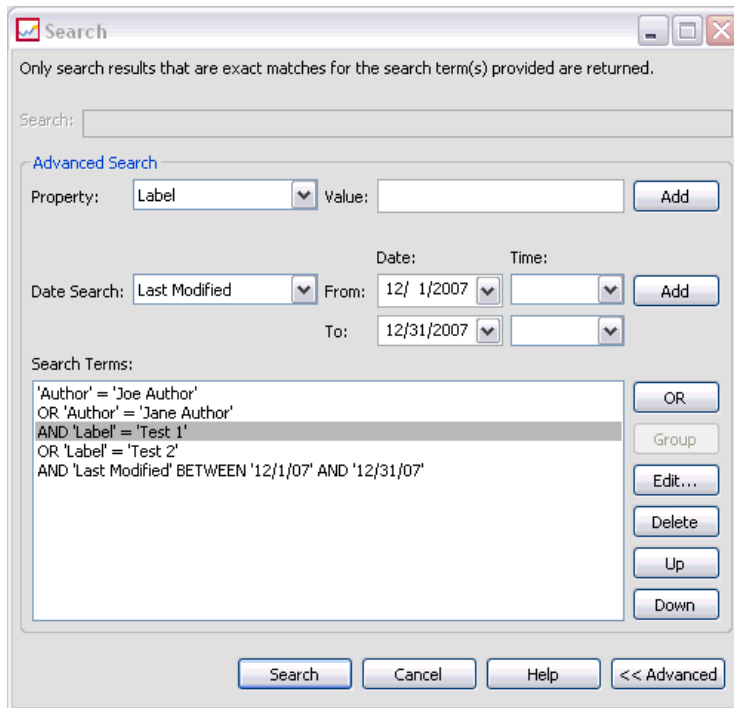 Search
Only search results that are exact matches for the search term(s) provided are returned.
Search:
Advanced Search
Property: Label Value: Add
Date: Time:
Date Search: Last Modified From: 12/ 1/2007 Add
To: 12/31/2007
Search Terms:
'Author' = 'Joe Author'
OR 'Author' = 'Jane Author'
AND 'Label' = 'Test 1'
OR 'Label' = 'Test 2'
AND 'Last Modified' BETWEEN '12/1/07' AND '12/31/07'
OR
Group
Edit...
Delete
Up
Down
Search Cancel Help << Advanced